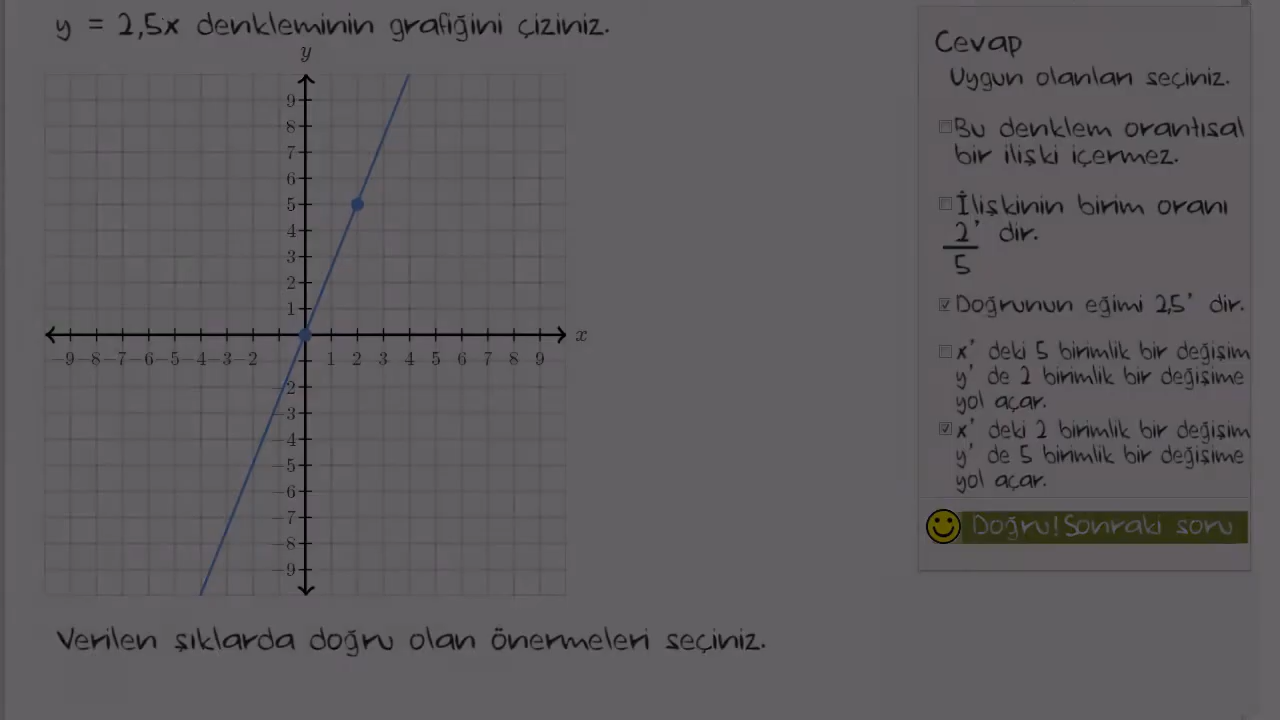 y = 2,5x denkleminin grafiğini çiziniz.
y
9
8
7
6
5
4
3
2
1
x
-9 -8 -7 -6 -5 -4 -3 -2 1 2 3 4 5 6 7 8 9
-2
-3
-4
-5
-6
-7
-8
-9
Verilen şıklarda doğru olan önermeleri seçiniz.
Cevap
Uygun olanları seçiniz.
Bu denklem orantısal
bir ilişki içermez.
İlişkinin birim oranı
2' dir.
5
Doğrunun eğimi 2,5' dir.
x' deki 5 birimlik bir değişim
y' de 2 birimlik bir değişime
yol açar.
x' deki 2 birimlik bir değişim
y' de 5 birimlik bir değişime
yol açar.
Doğru! Sonraki soru